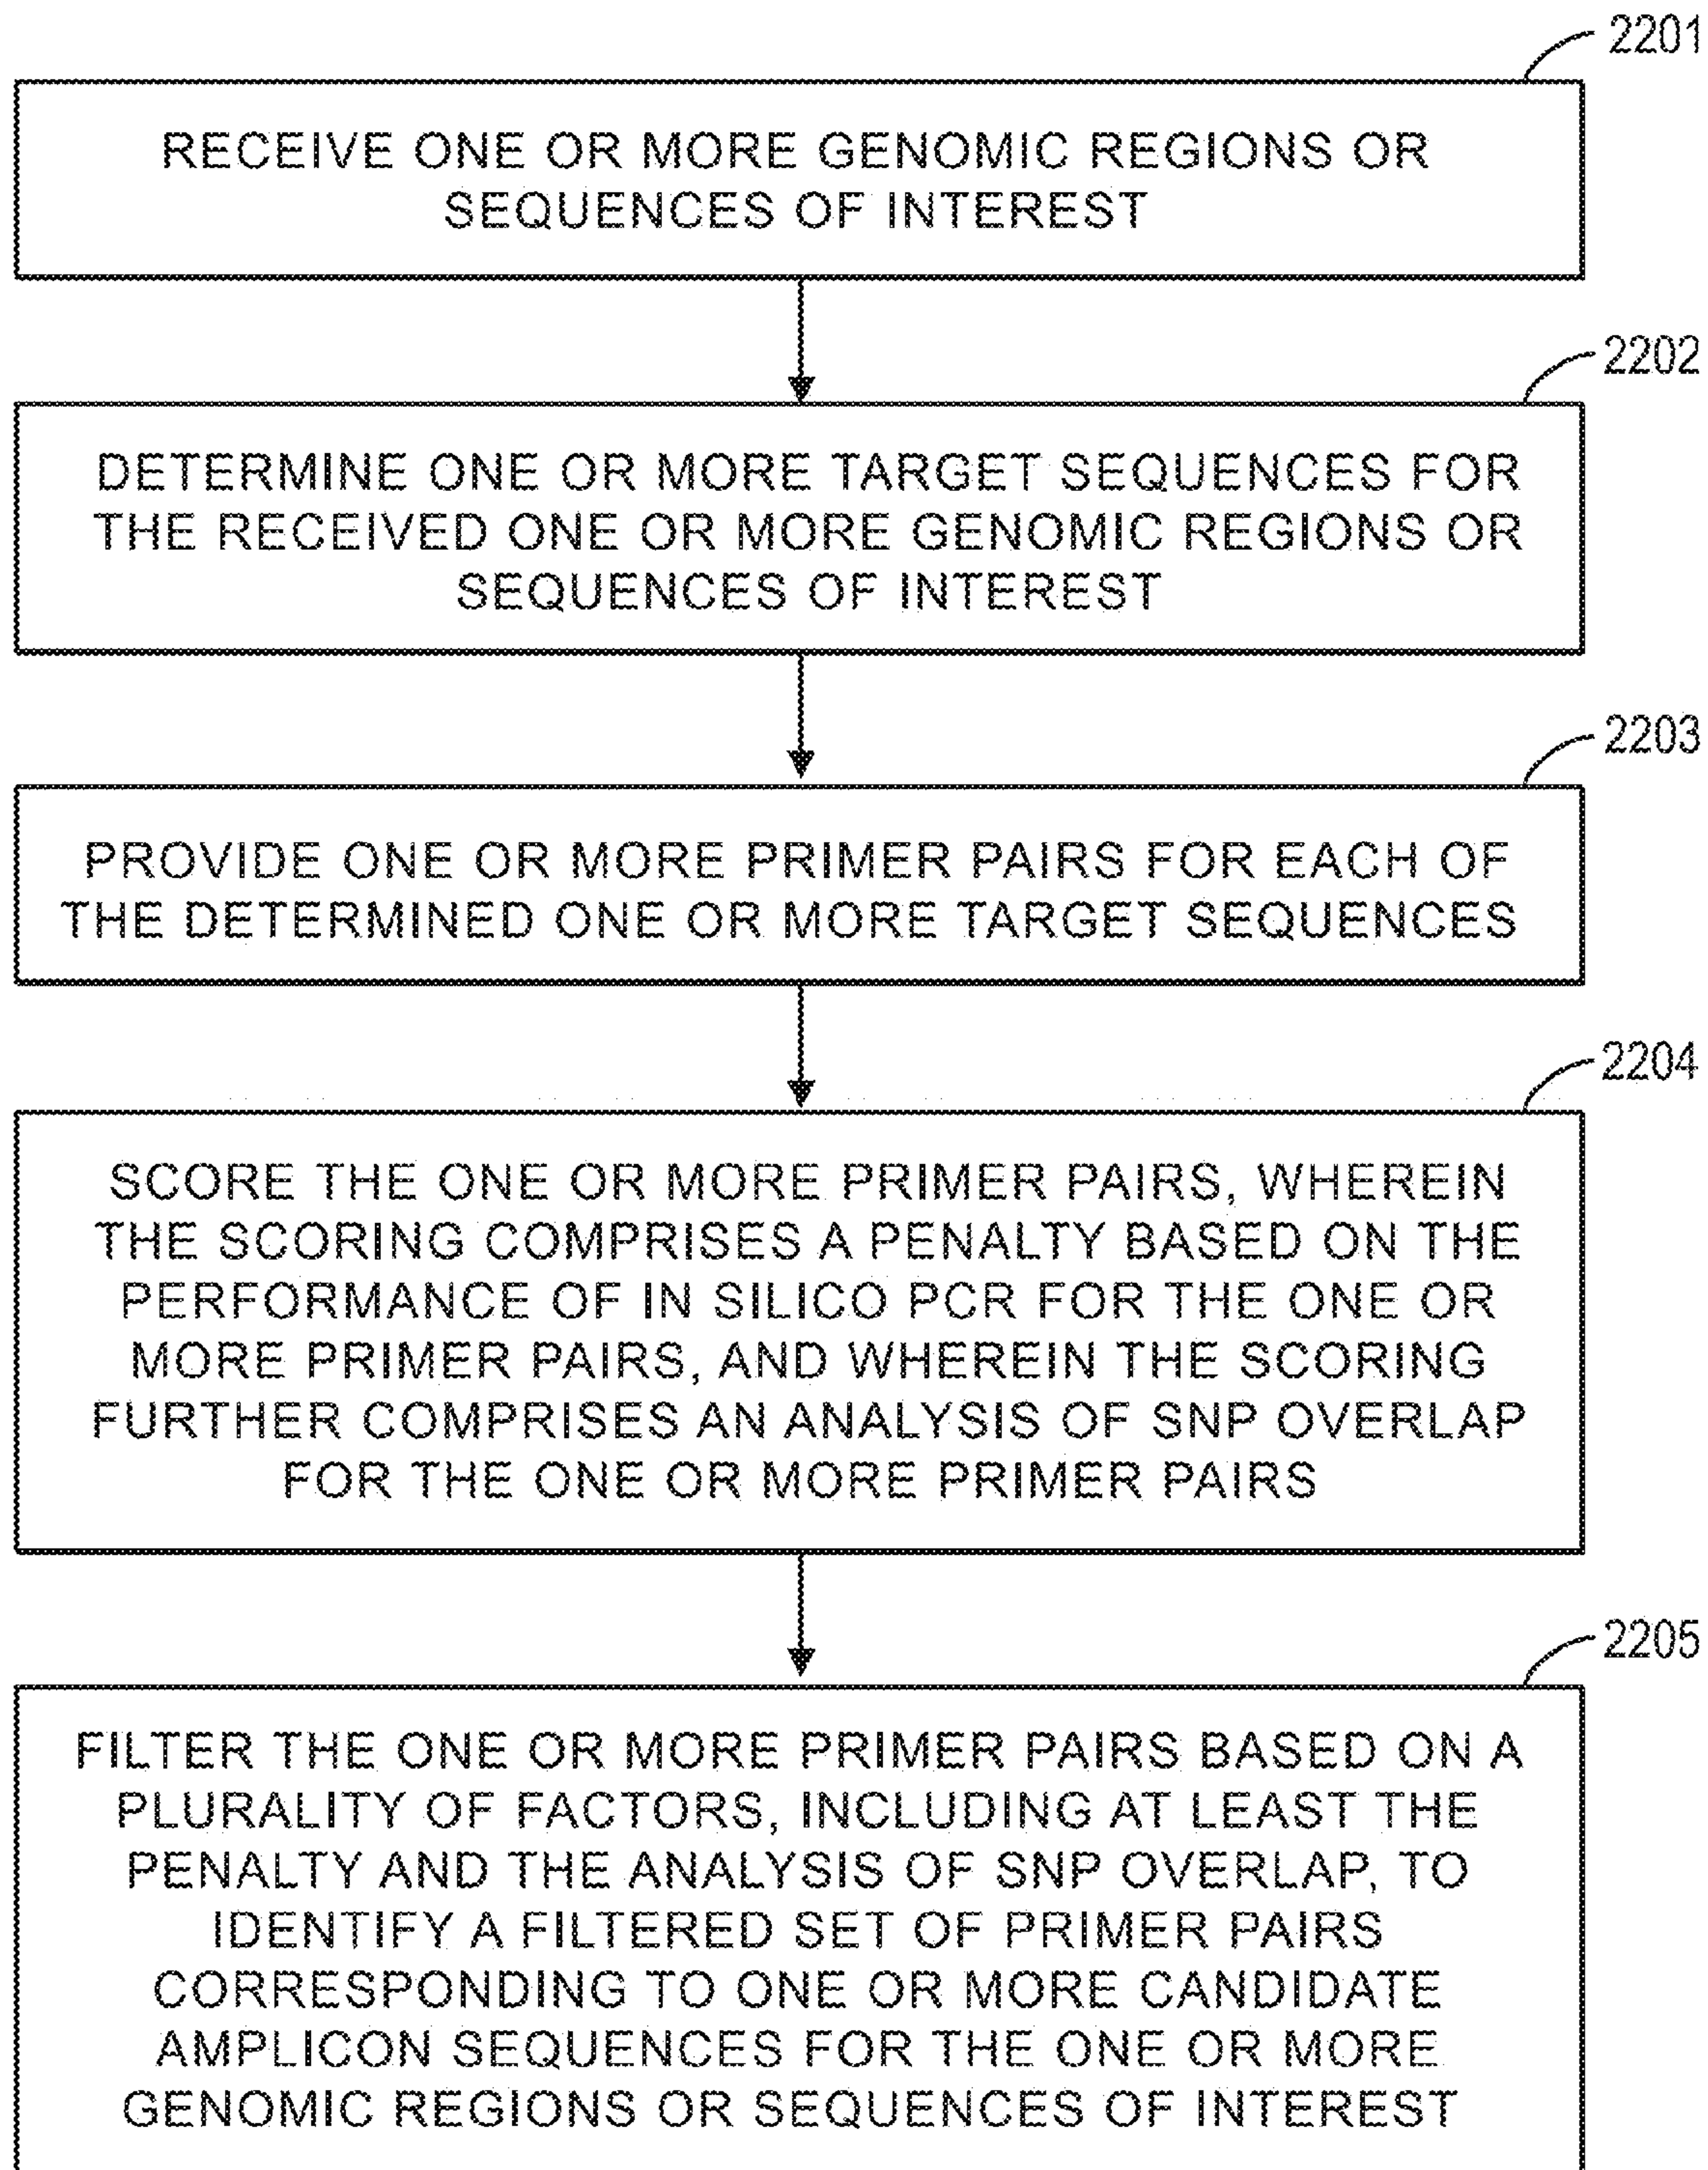 2201
RECEIVE ONE OR MORE GENOMIC REGIONS OR
SEQUENCES OF INTEREST
2202
DETERMINE ONE OR MORE TARGET SEQUENCES FOR
THE RECEIVED ONE OR MORE GENOMIC REGIONS OR
SEQUENCES OF INTEREST
2203
PROVIDE ONE OR MORE PRIMER PAIRS FOR EACH OF
THE DETERMINED ONE OR MORE TARGET SEQUENCES
2204
SCORE THE ONE OR MORE PRIMER PAIRS, WHEREIN
THE SCORING COMPRISES A PENALTY BASED ON THE
PERFORMANCE OF IN SILICO PCR FOR THE ONE OR
MORE PRIMER PAIRS, AND WHEREIN THE SCORING
FURTHER COMPRISES AN ANALYSIS OF SNP OVERLAP
FOR THE ONE OR MORE PRIMER PAIRS
2205
FILTER THE ONE OR MORE PRIMER PAIRS BASED ON A
PLURALITY OF FACTORS, INCLUDING AT LEAST THE
PENALTY AND THE ANALYSIS OF SNP OVERLAP, TO
IDENTIFY A FILTERED SET OF PRIMER PAIRS
CORRESPONDING TO ONE OR MORE CANDIDATE
AMPLICON SEQUENCES FOR THE ONE OR MORE
GENOMIC REGIONS OR SEQUENCES OF INTEREST